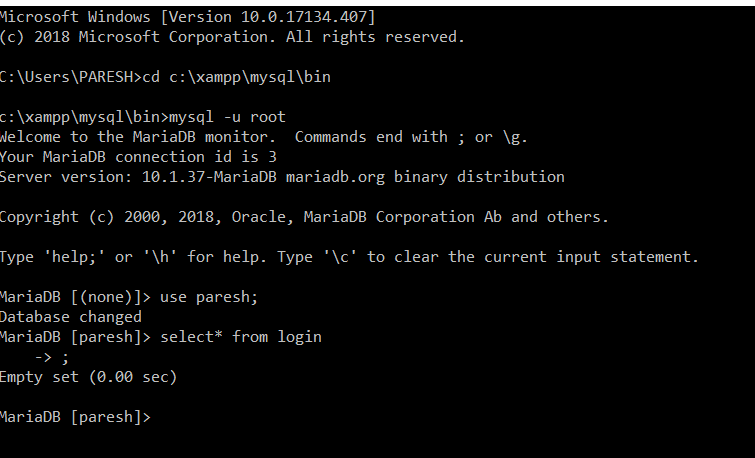 Microsoft Windows [Version 10.0.17134.407]
(c) 2018 Microsoft Corporation. All rights reserved.
C:\Users\PARESH>cd c:\xampp\mysql\bin
c:\xampp\mysql\bin>mysql -u root
Welcome to the MariaDB monitor.  Commands end with ; or \g.
Your MariaDB connection id is 3
Server version: 10.1.37-MariaDB mariadb.org binary distribution
Copyright (c) 2000, 2018, Oracle, MariaDB Corporation Ab and others.
Type 'help;' or '\h' for help. Type '\c' to clear the current input statement.
MariaDB [(none)]> use paresh;
Database changed
MariaDB [paresh]> select* from login
    -> ;
Empty set (0.00 sec)
MariaDB [paresh]>